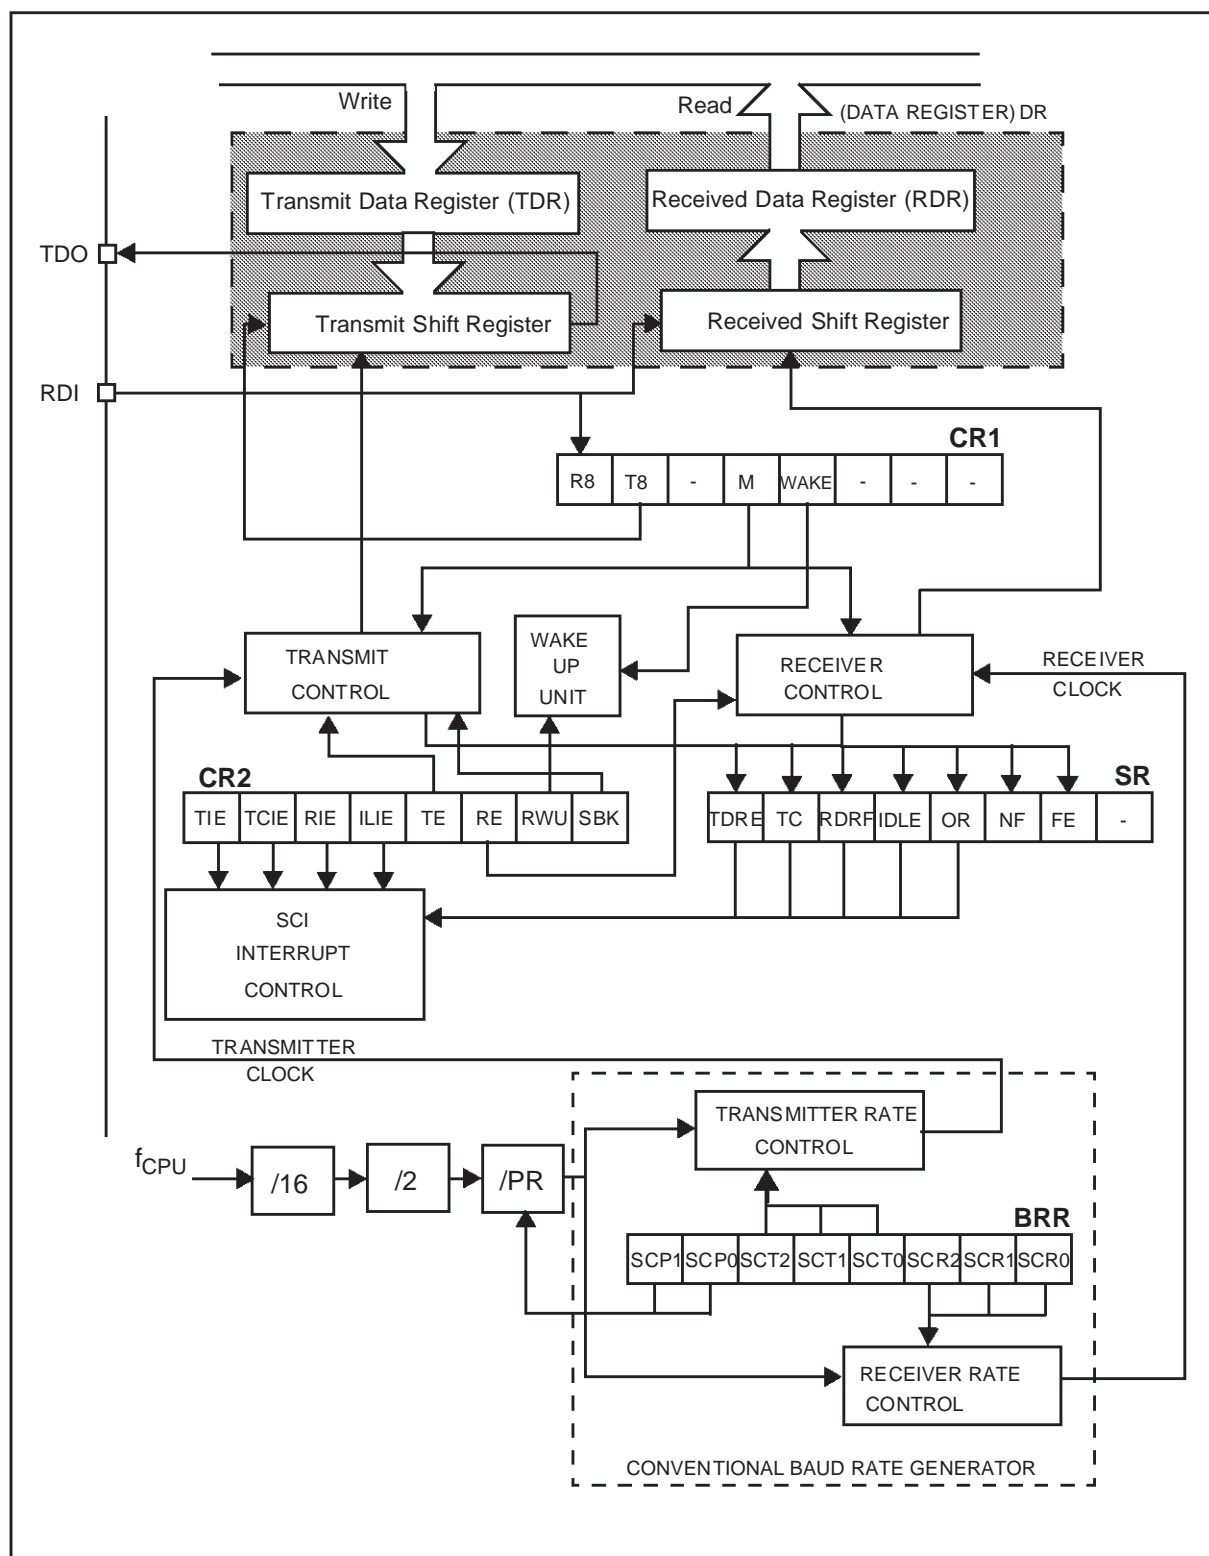 Write
Read
(DATA REGISTER) DR
Transmit Data Register (TDR)
Received Data Register (RDR)
TDO
Transmit Shift Register
Received Shift Register
RDI
CR1
R8 T8 - M WAKE - - -
TRANSMIT
CONTROL
WAKE
UP
UNIT
RECEIVER
CONTROL
RECEIVER
CLOCK
CR2
SR
TIE TCIE RIE ILIE TE RE RWU SBK
TDRE TC RDRF IDLE OR NF FE -
SCI
INTERRUPT
CONTROL
TRANSMITTER
CLOCK
TRANSMITTER RATE
CONTROL
fCPU
/16
/2
/PR
BRR
SCP1 SCP0 SCT2 SCT1 SCT0 SCR2 SCR1 SCR0
RECEIVER RATE
CONTROL
CONVENTIONAL BAUD RATE GENERATOR